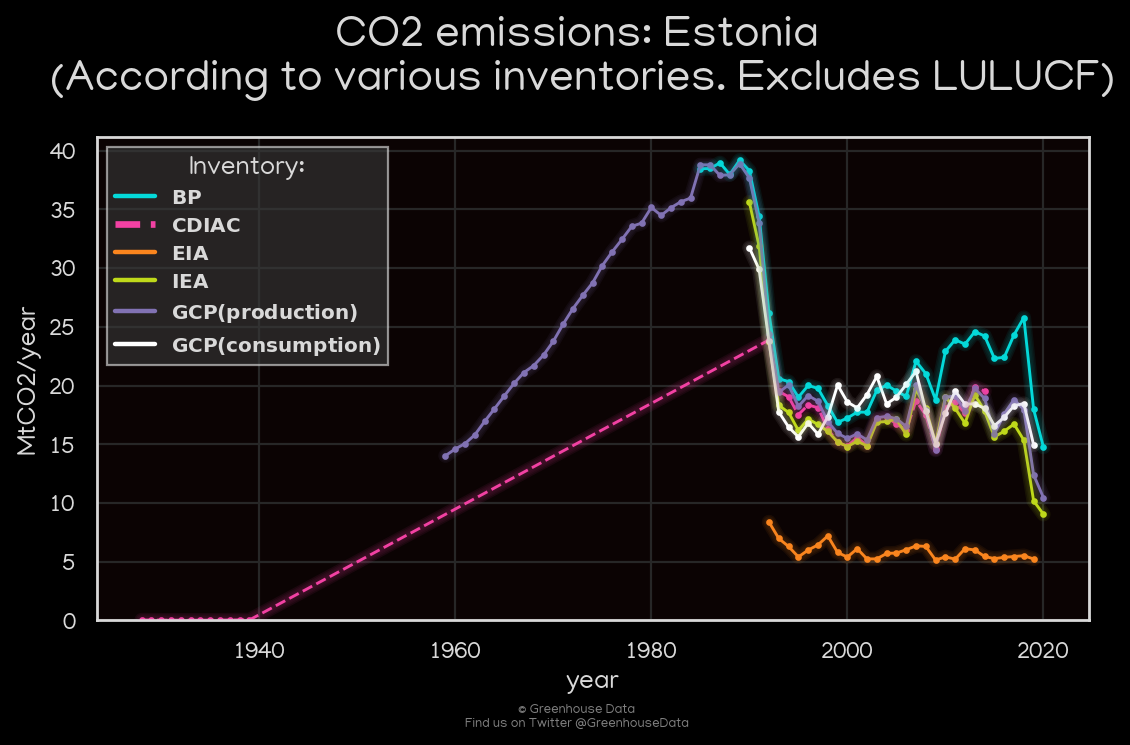 CO2 emissions: Estonia
(According to various inventories. Excludes LULUCF)
Inventory:
BP
CDIAC
EIA
IEA
GCP(production)
GCP(consumption)
MtCO2/year
40
35
30
25
20
15
10
5
0
1940
1960
1980
2000
2020
year
© Greenhouse Data
Find us on Twitter @GreenhouseData